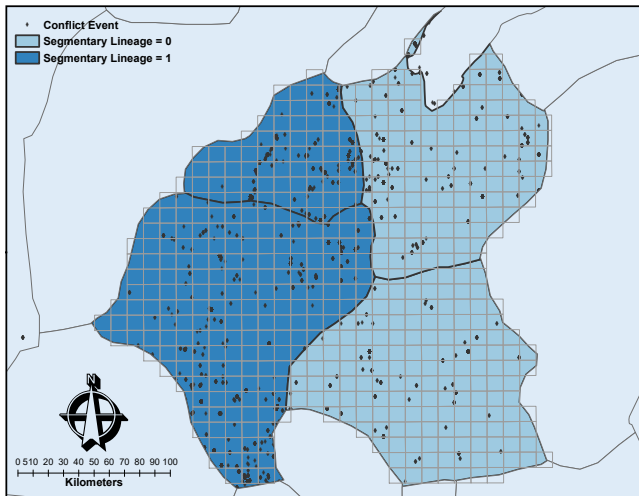 Conflict Event
Segmentary Lineage = 0
Segmentary Lineage = 1
N
0 510 20 30 40 50 60 70 80 90 100
Kilometers